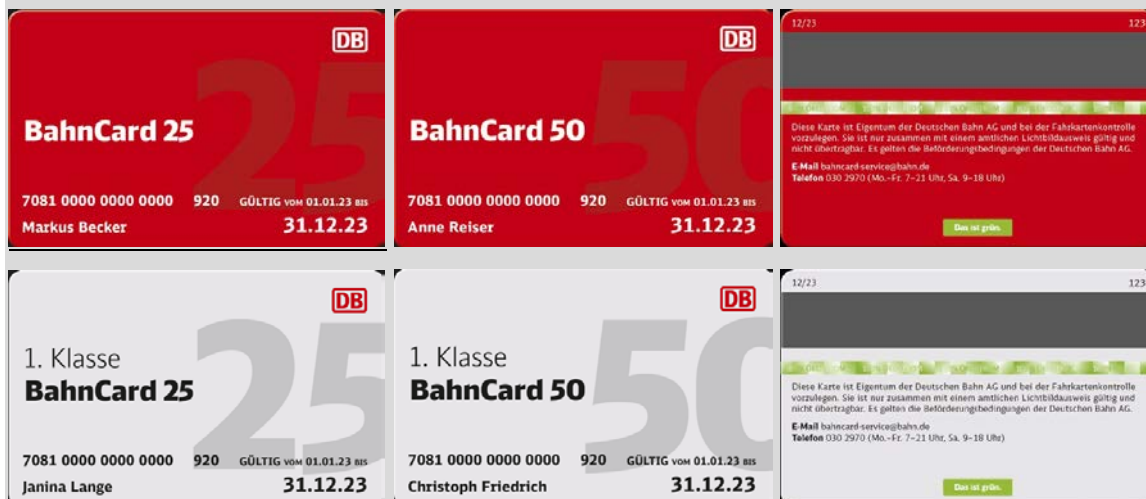 DB
25
BahnCard 25
7081 0000 0000 0000 920 GÜLTIG VOM 01.01.23 BIS
Markus Becker 31.12.23
DB
50
BahnCard 50
7081 0000 0000 0000 920 GÜLTIG VOM 01.01.23 BIS
Anne Reiser 31.12.23
12/23 123
Diese Karte ist Eigentum der Deutschen Bahn AG und bei der Fahrkartenkontrolle
vorzulegen. Sie ist nur zusammen mit einem amtlichen Lichtbildausweis gültig und
nicht übertragbar. Es gelten die Beförderungsbedingungen der Deutschen Bahn AG.
E-Mail bahncard-service@bahn.de
Telefon 030 2970 (Mo.–Fr. 7–21 Uhr, Sa. 9–18 Uhr)
Das ist grün.
DB
25
1. Klasse
BahnCard 25
7081 0000 0000 0000 920 GÜLTIG VOM 01.01.23 BIS
Janina Lange 31.12.23
DB
50
1. Klasse
BahnCard 50
7081 0000 0000 0000 920 GÜLTIG VOM 01.01.23 BIS
Christoph Friedrich 31.12.23
12/23 123
Diese Karte ist Eigentum der Deutschen Bahn AG und bei der Fahrkartenkontrolle
vorzulegen. Sie ist nur zusammen mit einem amtlichen Lichtbildausweis gültig und
nicht übertragbar. Es gelten die Beförderungsbedingungen der Deutschen Bahn AG.
E-Mail bahncard-service@bahn.de
Telefon 030 2970 (Mo.–Fr. 7–21 Uhr, Sa. 9–18 Uhr)
Das ist grün.